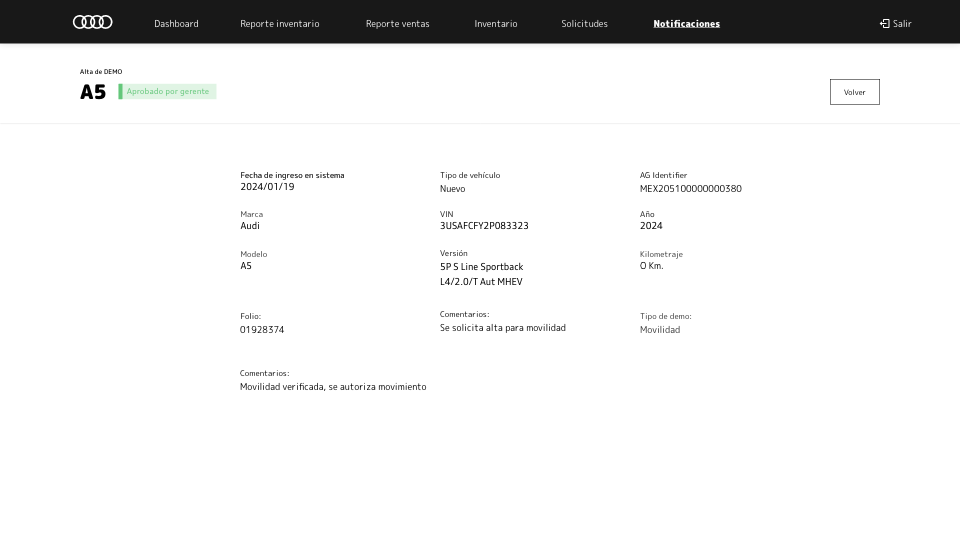 Dashboard
Reporte inventario
Reporte ventas
Inventario
Solicitudes
Notificaciones
Salir
Alta de DEMO
A5
Aprobado por gerente
Volver
Fecha de ingreso en sistema
2024/01/19
Tipo de vehículo
Nuevo
AG Identifier
MEX205100000000380
Marca
Audi
VIN
3USAFCFY2P083323
Año
2024
Modelo
A5
Versión
5P S Line Sportback
L4/2.0/T Aut MHEV
Kilometraje
0 Km.
Folio:
01928374
Comentarios:
Se solicita alta para movilidad
Tipo de demo:
Movilidad
Comentarios:
Movilidad verificada, se autoriza movimiento